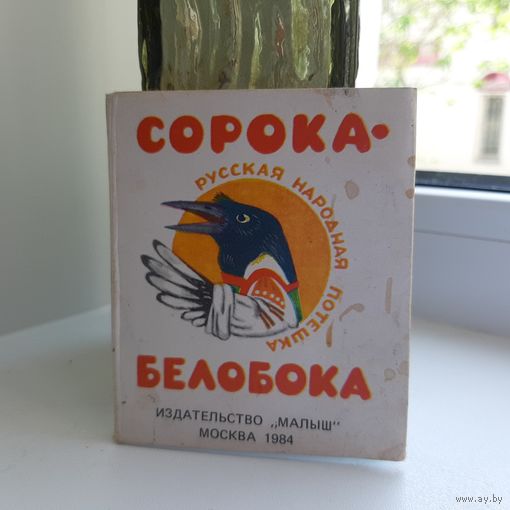 СОРОКА-
РУССКАЯ НАРОДНАЯ ПОТЕШКА
БЕЛОБОКА
ИЗДАТЕЛЬСТВО „МАЛЫШ"
МОСКВА 1984
www.ay.by